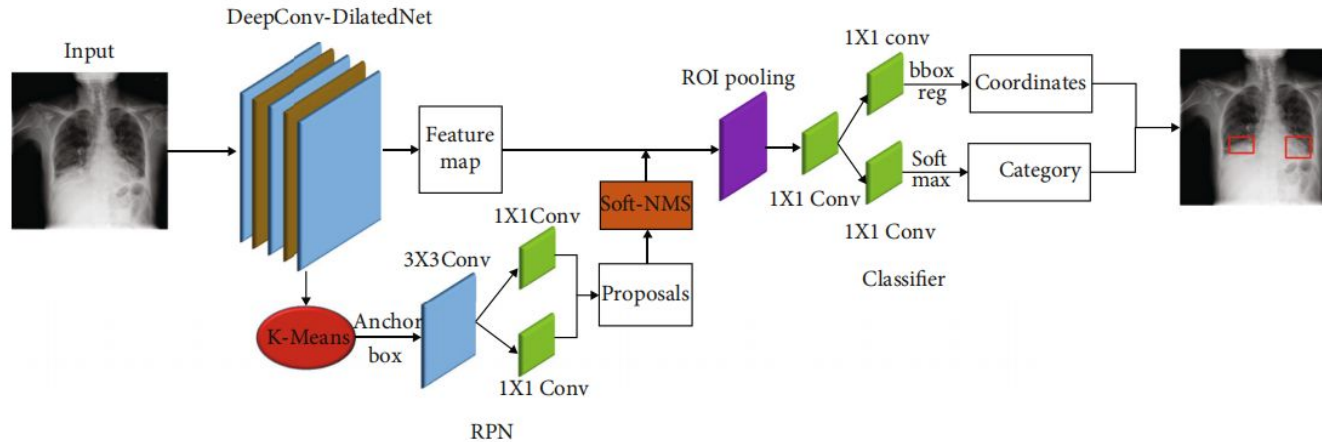 DeepConv-DilatedNet
Input
1X1 conv
ROI pooling
bbox
reg
Coordinates
Feature
map
Soft
max
Category
Soft-NMS
1X1 Conv
1X1Conv
1X1 Conv
3X3Conv
Proposals
Classifier
K-Means
Anchor
box
1X1 Conv
RPN